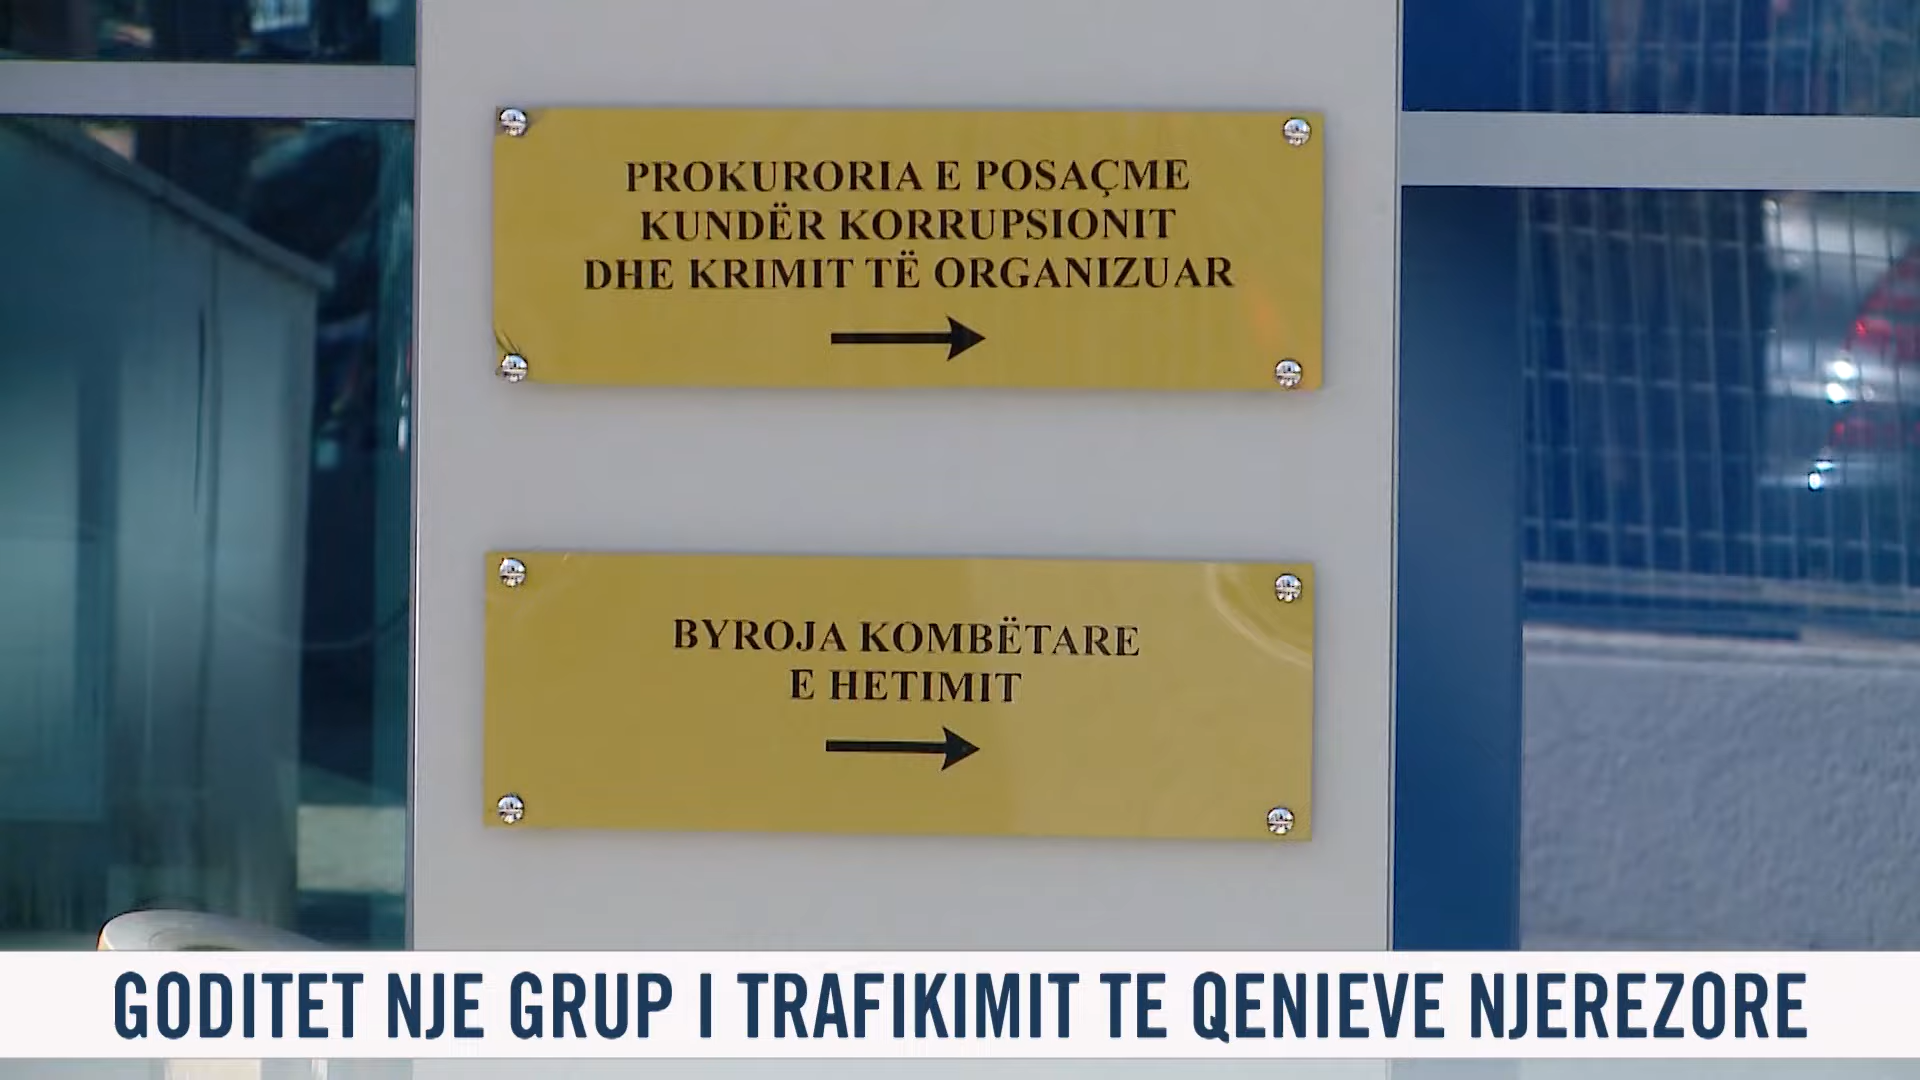 PROKURORIA E POSAÇME
KUNDËR KORRUPSIONIT
DHE KRIMIT TË ORGANIZUAR
BYROJA KOMBËTARE
E HETIMIT
GODITET NJE GRUP I TRAFIKIMIT TE QENIEVE NJEREZORE